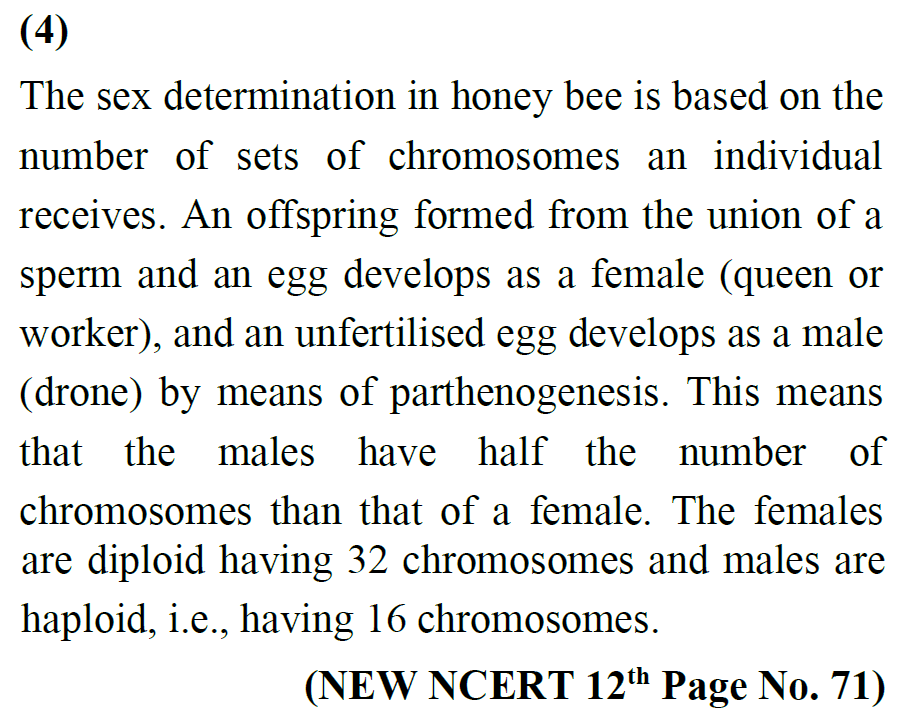 (4)
The sex determination in honey bee is based on the
number of sets of chromosomes an individual
receives. An offspring formed from the union of a
sperm and an egg develops as a female (queen or
worker), and an unfertilised egg develops as a male
(drone) by means of parthenogenesis. This means
that the males have half the number of
chromosomes than that of a female. The females
are diploid having 32 chromosomes and males are
haploid, i.e., having 16 chromosomes.
(NEW NCERT 12th Page No. 71)